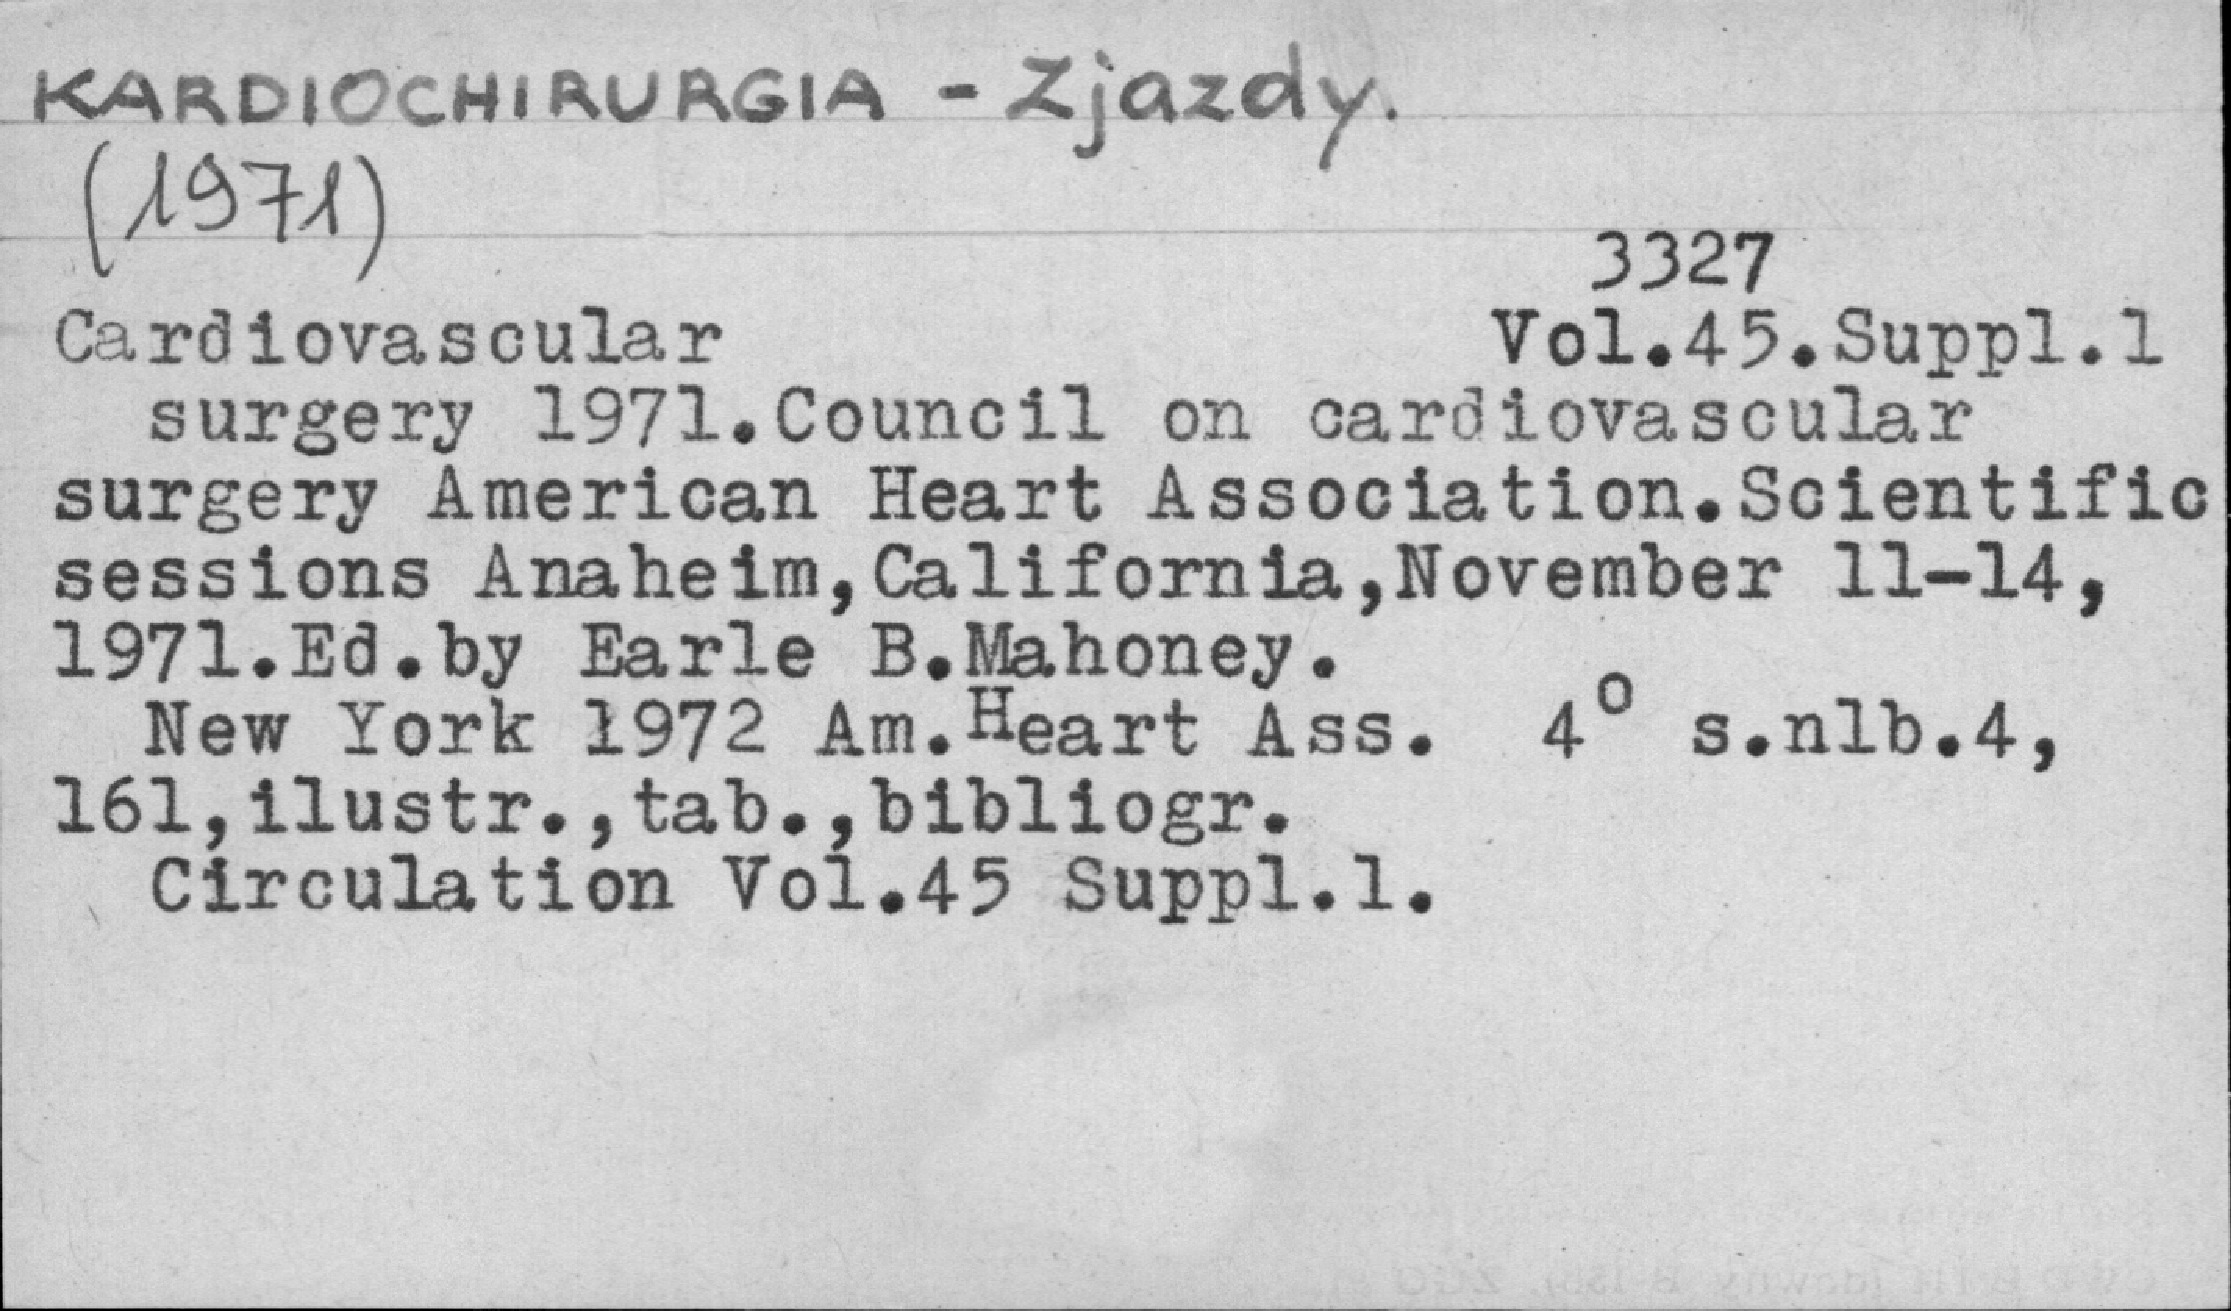 KARDIOCHIRURGIA - Zjazdy.
(1971)
3327
Cardiovascular Vol.45.Suppl.1
surgery 1971.Council on cardiovascular
surgery American Heart Association.Scientific
sessions Anaheim,California,November 11-14,
1971.Ed.by Earle B.Mahoney.
New York 1972 Am.Heart Ass. 4° s.nlb.4,
161,ilustr.,tab.,bibliogr.
Circulation Vol.45 Suppl.1.